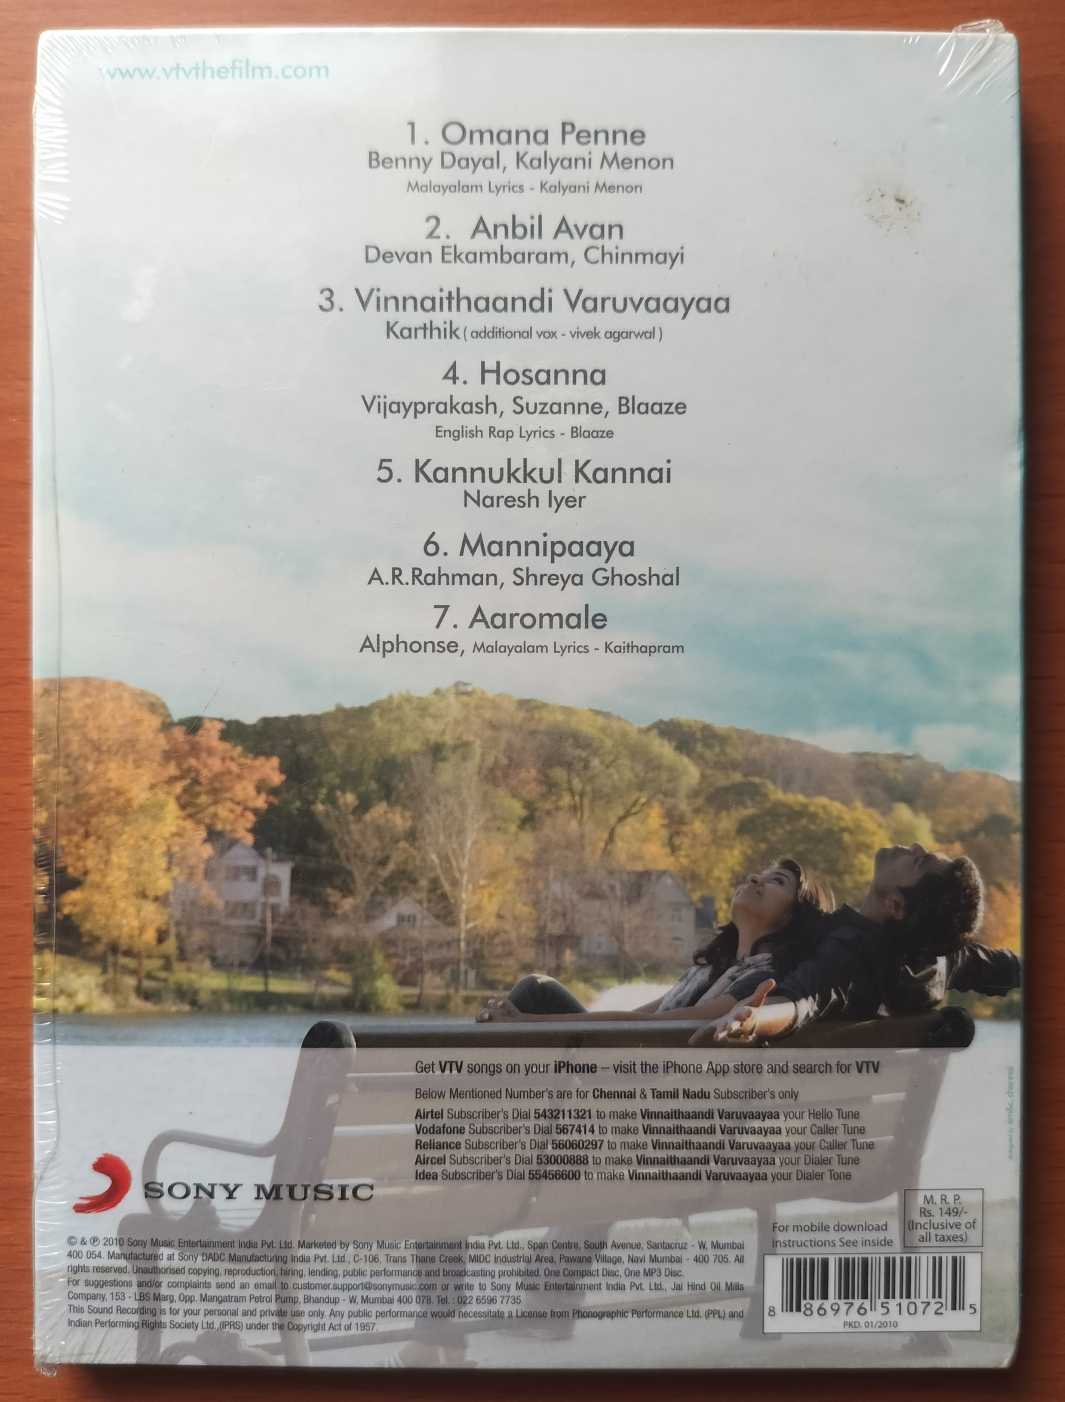 www.vtvthefilm.com
1. Omana Penne
Benny Dayal, Kalyani Menon
Malayalam Lyrics - Kalyani Menon
2. Anbil Avan
Devan Ekambaram, Chinmayi
3. Vinnaithaandi Varuvaayaa
Karthik ( additional vox - vivek agarwal )
4. Hosanna
Vijayprakash, Suzanne, Blaaze
English Rap Lyrics - Blaaze
5. Kannukkul Kannai
Naresh Iyer
6. Mannipaaya
A.R.Rahman, Shreya Ghoshal
7. Aaromale
Alphonse, Malayalam Lyrics - Kaithapram
Get VTV songs on your iPhone – visit the iPhone App store and search for VTV
Below Mentioned Number's are for Chennai & Tamil Nadu Subscriber's only
Airtel Subscriber's Dial 543211321 to make Vinnaithaandi Varuvaayaa your Hello Tune
Vodafone Subscriber's Dial 567414 to make Vinnaithaandi Varuvaayaa your Caller Tune
Reliance Subscriber's Dial 56060297 to make Vinnaithaandi Varuvaayaa your Caller Tune
Aircel Subscriber's Dial 53000888 to make Vinnaithaandi Varuvaayaa your Dialer Tune
Idea Subscriber's Dial 55456600 to make Vinnaithaandi Varuvaayaa your Dialer Tone
SONY MUSIC
M. R. P.
Rs. 149/-
(Inclusive of
all taxes)
For mobile download
Instructions See inside
© & ℗ 2010 Sony Music Entertainment India Pvt. Ltd. Marketed by Sony Music Entertainment India Pvt. Ltd., Span Centre, South Avenue, Santacruz - W, Mumbai
400 054. Manufactured at Sony DADC Manufacturing India Pvt. Ltd., C-106, Trans Thane Creek, MIDC Industrial Area, Pawane Village, Navi Mumbai - 400 705. All
rights reserved. Unauthorised copying, reproduction, hiring, lending, public performance and broadcasting prohibited. One Compact Disc, One MP3 Disc.
For suggestions and/or complaints send an email to customer.support@sonymusic.com or write to Sony Music Entertainment India Pvt. Ltd., Jai Hind Oil Mills
Company, 153 - LBS Marg, Opp. Mangatram Petrol Pump, Bhandup - W, Mumbai 400 078. Tel. : 022 6596 7735
This Sound Recording is for your personal and private use only. Any public performance would necessitate a License from Phonographic Performance Ltd. (PPL) and
Indian Performing Rights Society Ltd.,(IPRS) under the Copyright Act of 1957.
8 86976 51072 5
PKD. 01/2010